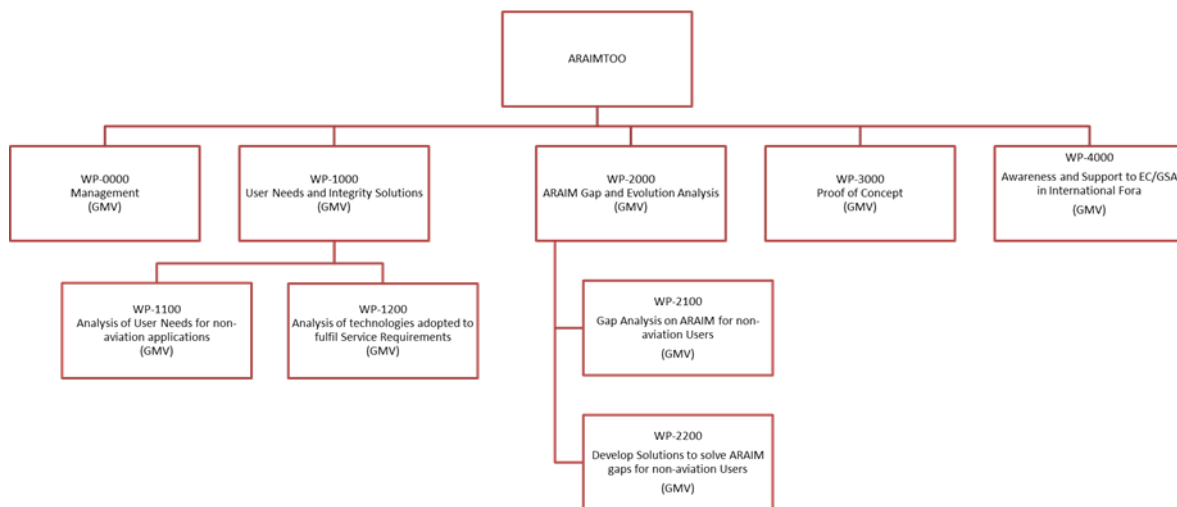 ARAIMTOO
WP-0000
Management
(GMV)
WP-1000
User Needs and Integrity Solutions
(GMV)
WP-2000
ARAIM Gap and Evolution Analysis
(GMV)
WP-3000
Proof of Concept
(GMV)
WP-4000
Awareness and Support to EC/GSA
in International Fora
(GMV)
WP-1100
Analysis of User Needs for non-
aviation applications
(GMV)
WP-1200
Analysis of technologies adopted to
fulfil Service Requirements
(GMV)
WP-2100
Gap Analysis on ARAIM for non-
aviation Users
(GMV)
WP-2200
Develop Solutions to solve ARAIM
gaps for non-aviation Users
(GMV)